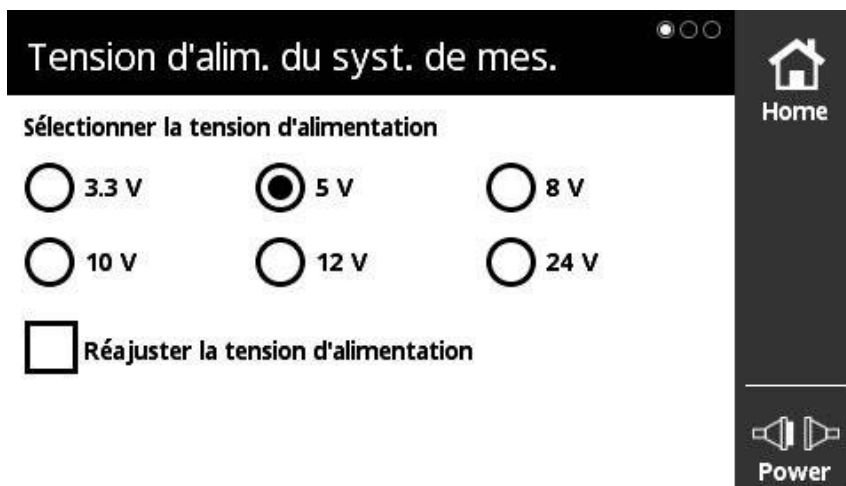 Tension d'alim. du syst. de mes.
Home
Sélectionner la tension d'alimentation
3.3 V 5 V 8 V
10 V 12 V 24 V
Réajuster la tension d'alimentation
Power